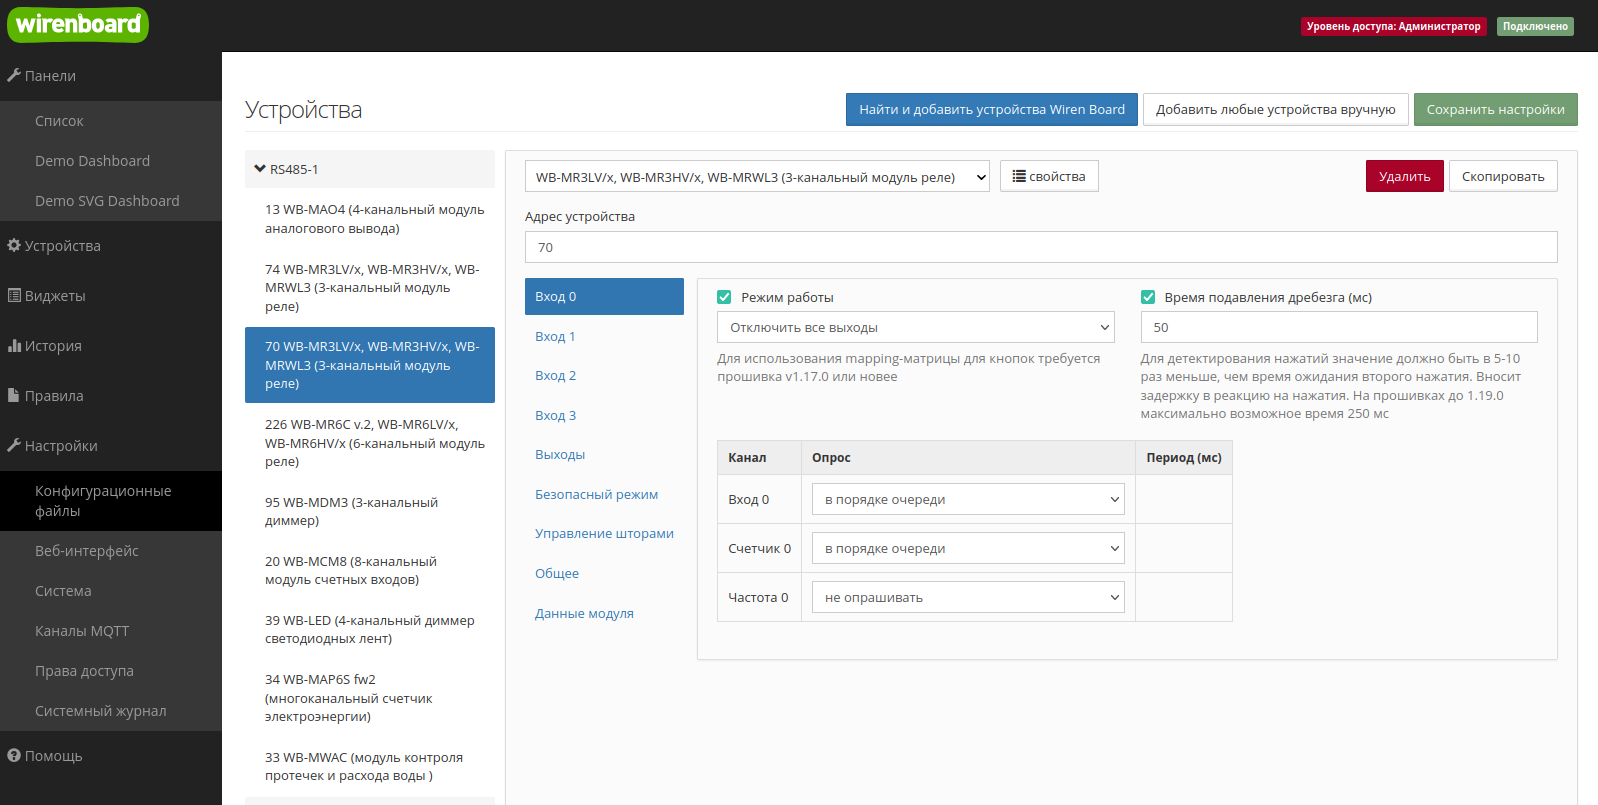 wirenboard
Уровень доступа: Администратор
Подключено
Панели
Список
Demo Dashboard
Demo SVG Dashboard
Устройства
Виджеты
История
Правила
Настройки
Конфигурационные
файлы
Веб-интерфейс
Система
Каналы MQTT
Права доступа
Системный журнал
Помощь
Устройства
Найти и добавить устройства Wiren Board
Добавить любые устройства вручную
Сохранить настройки
RS485-1
13 WB-MAO4 (4-канальный модуль
аналогового вывода)
74 WB-MR3LV/x, WB-MR3HV/x, WB-
MRWL3 (3-канальный модуль
реле)
70 WB-MR3LV/x, WB-MR3HV/x, WB-
MRWL3 (3-канальный модуль
реле)
226 WB-MR6C v.2, WB-MR6LV/x,
WB-MR6HV/x (6-канальный модуль
реле)
95 WB-MDM3 (3-канальный
диммер)
20 WB-MCM8 (8-канальный
модуль счетных входов)
39 WB-LED (4-канальный диммер
светодиодных лент)
34 WB-MAP6S fw2
(многоканальный счетчик
электроэнергии)
33 WB-MWAC (модуль контроля
протечек и расхода воды )
WB-MR3LV/x, WB-MR3HV/x, WB-MRWL3 (3-канальный модуль реле)
свойства
Удалить
Скопировать
Адрес устройства
70
Вход 0
Вход 1
Вход 2
Вход 3
Выходы
Безопасный режим
Управление шторами
Общее
Данные модуля
Режим работы
Отключить все выходы
Для использования mapping-матрицы для кнопок требуется
прошивка v1.17.0 или новее
Время подавления дребезга (мс)
50
Для детектирования нажатий значение должно быть в 5-10
раз меньше, чем время ожидания второго нажатия. Вносит
задержку в реакцию на нажатия. На прошивках до 1.19.0
максимально возможное время 250 мс
Канал Опрос Период (мс)
Вход 0 в порядке очереди
Счетчик 0 в порядке очереди
Частота 0 не опрашивать